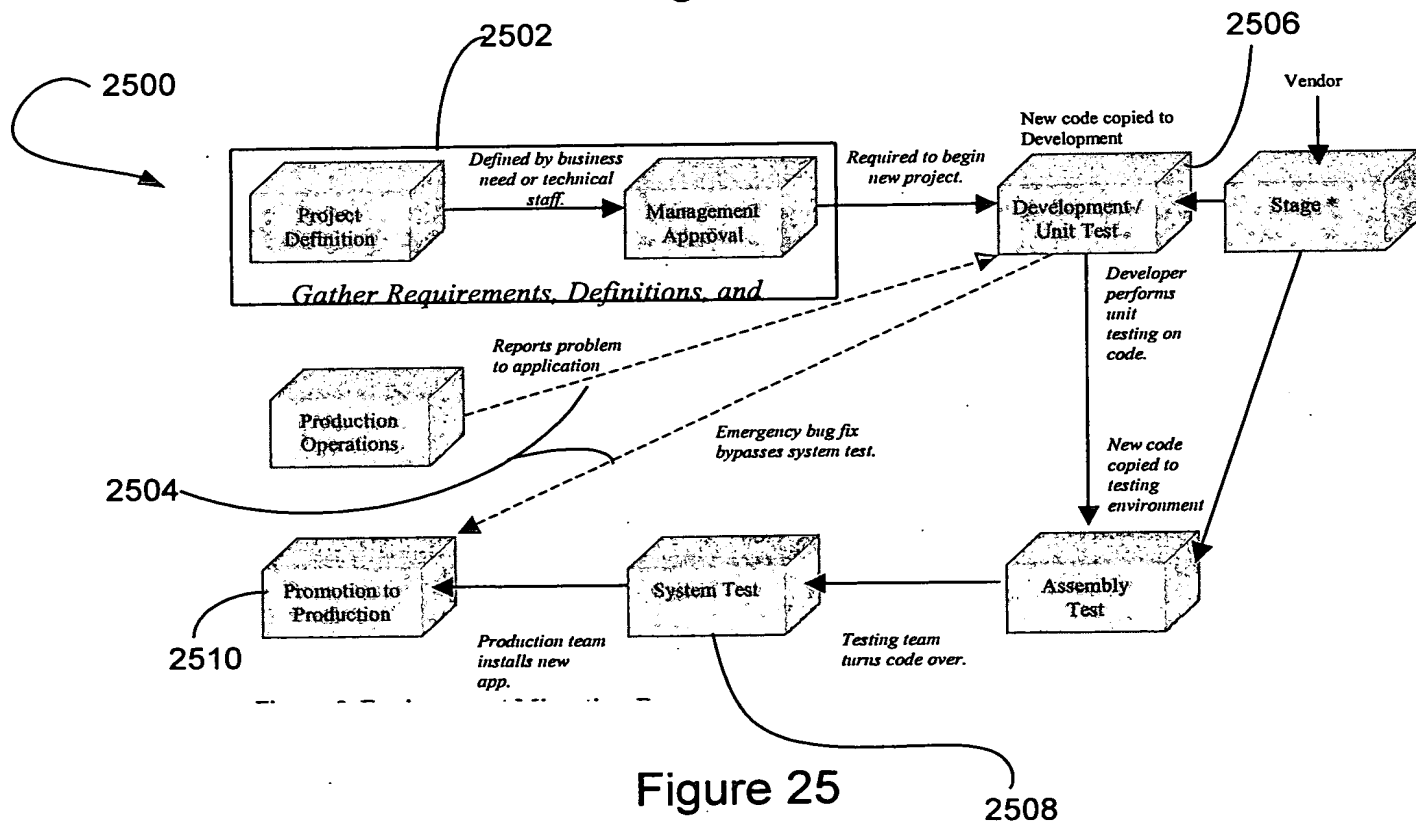 2502
2506
2500
Vendor
New code copied to
Development
Defined by business
need or technical
staff.
Required to begin
new project.
Project
Definition
Management
Approval
Development /
Unit Test
Stage *
Gather Requirements, Definitions, and
Developer
performs
unit
testing on
code.
Reports problem
to application
Production
Operations
Emergency bug fix
bypasses system test.
New code
copied to
testing
environment
2504
Promotion to
Production
System Test
Assembly
Test
2510
Production team
installs new
app.
Testing team
turns code over.
Figure 25
2508